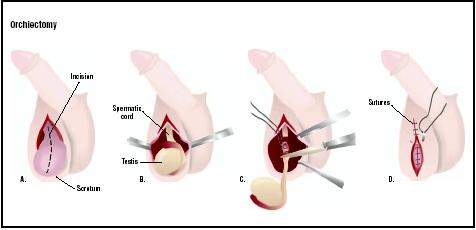 Orchiectomy
Incision
Scrotum
A.
Spermatic
cord
Testis
B.
C.
Sutures
D.